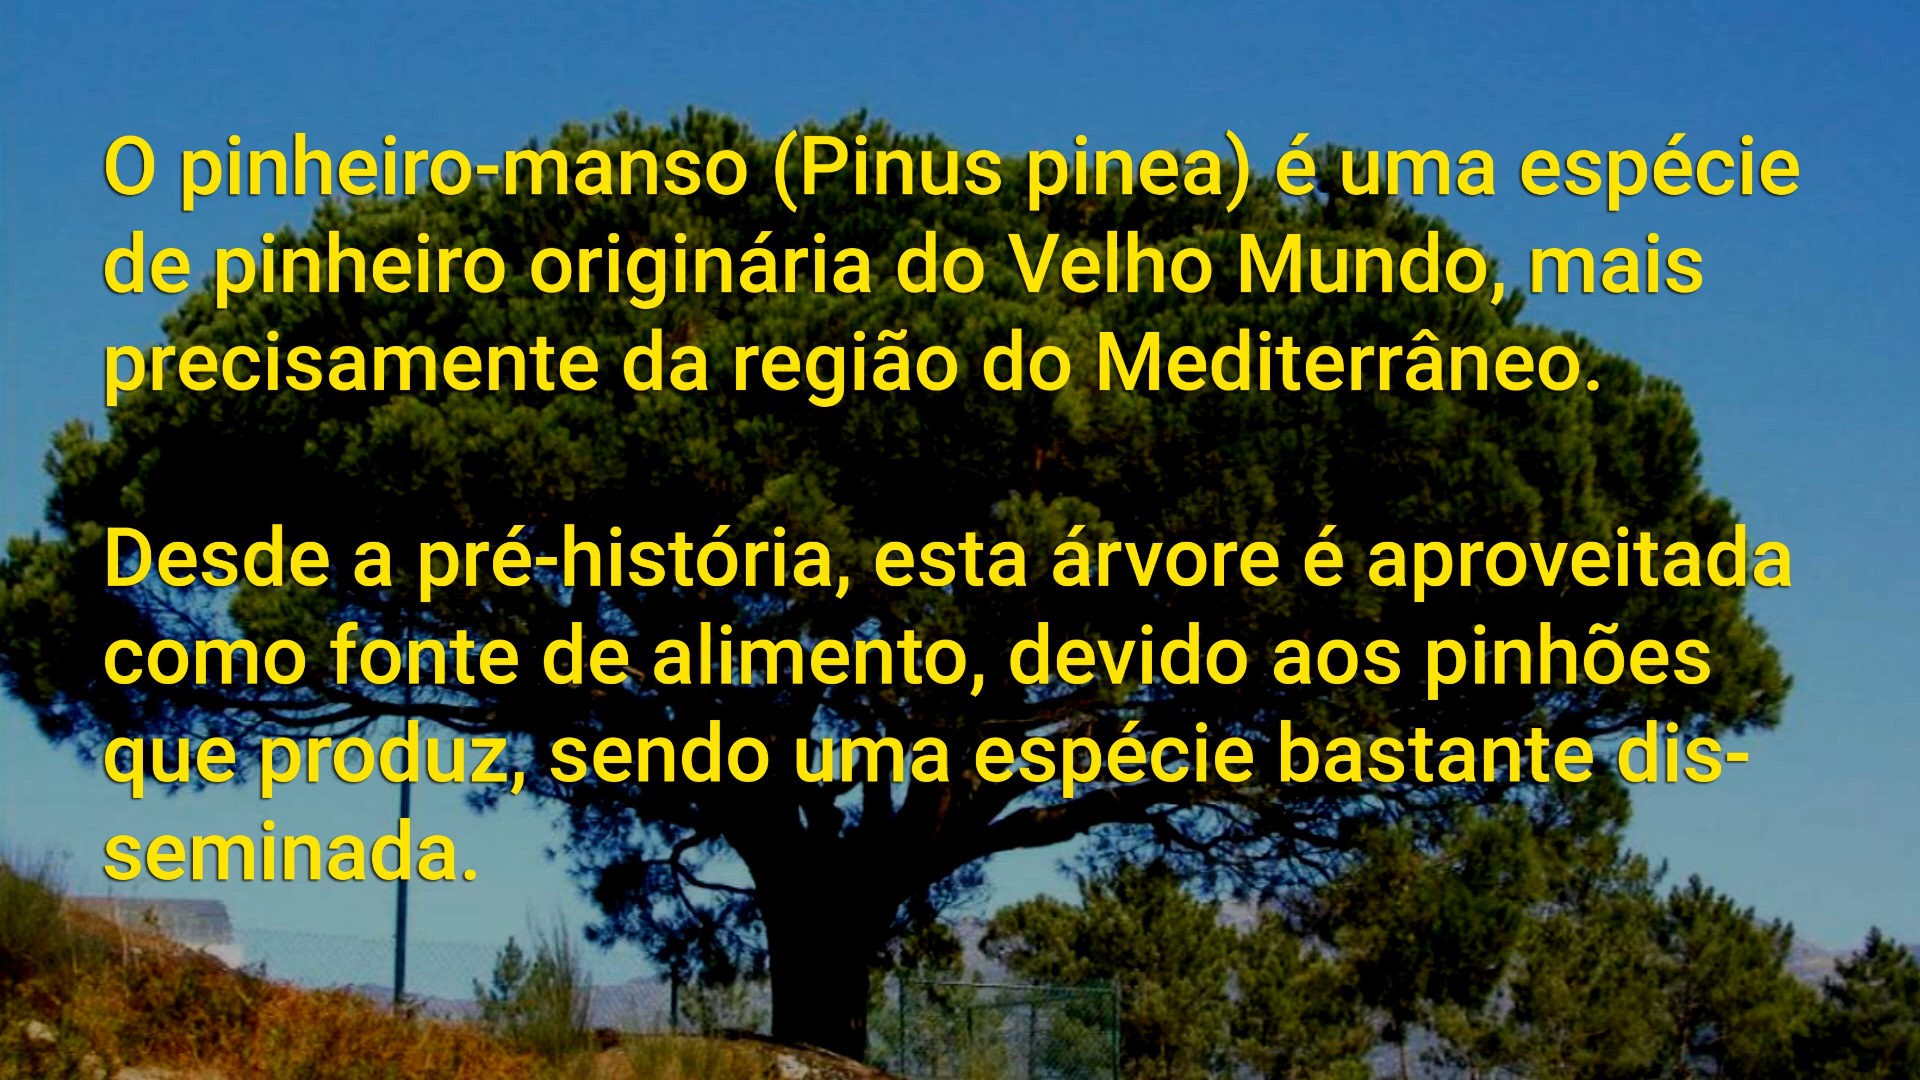 O pinheiro-manso (Pinus pinea) é uma espécie
de pinheiro originária do Velho Mundo, mais
precisamente da região do Mediterrâneo.
Desde a pré-história, esta árvore é aproveitada
como fonte de alimento, devido aos pinhões
que produz, sendo uma espécie bastante dis-
seminada.